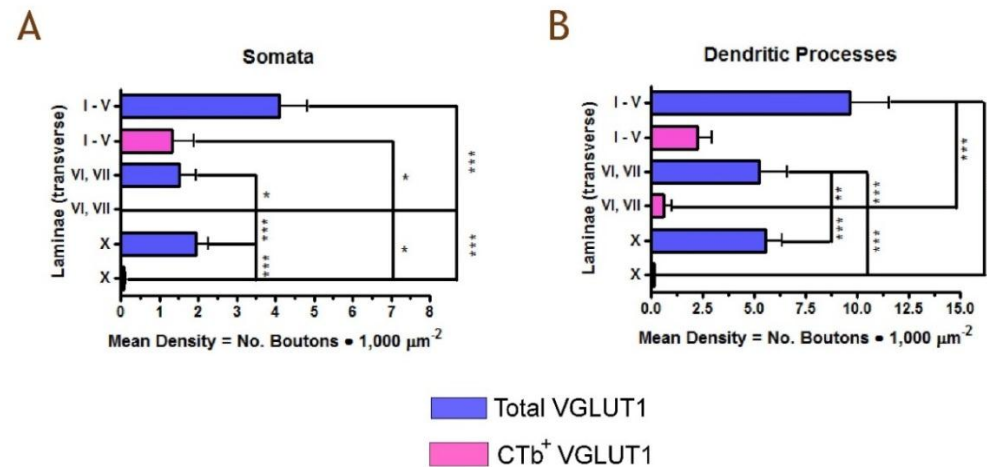 A
Somata
Laminae (transverse)
I - V
I - V
VI, VII
VI, VII
X
X
*
***
***
*
*
***
***
0 1 2 3 4 5 6 7 8
Mean Density = No. Boutons • 1,000 μm-2
B
Dendritic Processes
Laminae (transverse)
I - V
I - V
VI, VII
VI, VII
X
X
**
***
***
***
***
0.0 2.5 5.0 7.5 10.0 12.5 15.0
Mean Density = No. Boutons • 1,000 μm-2
Total VGLUT1
CTb+ VGLUT1